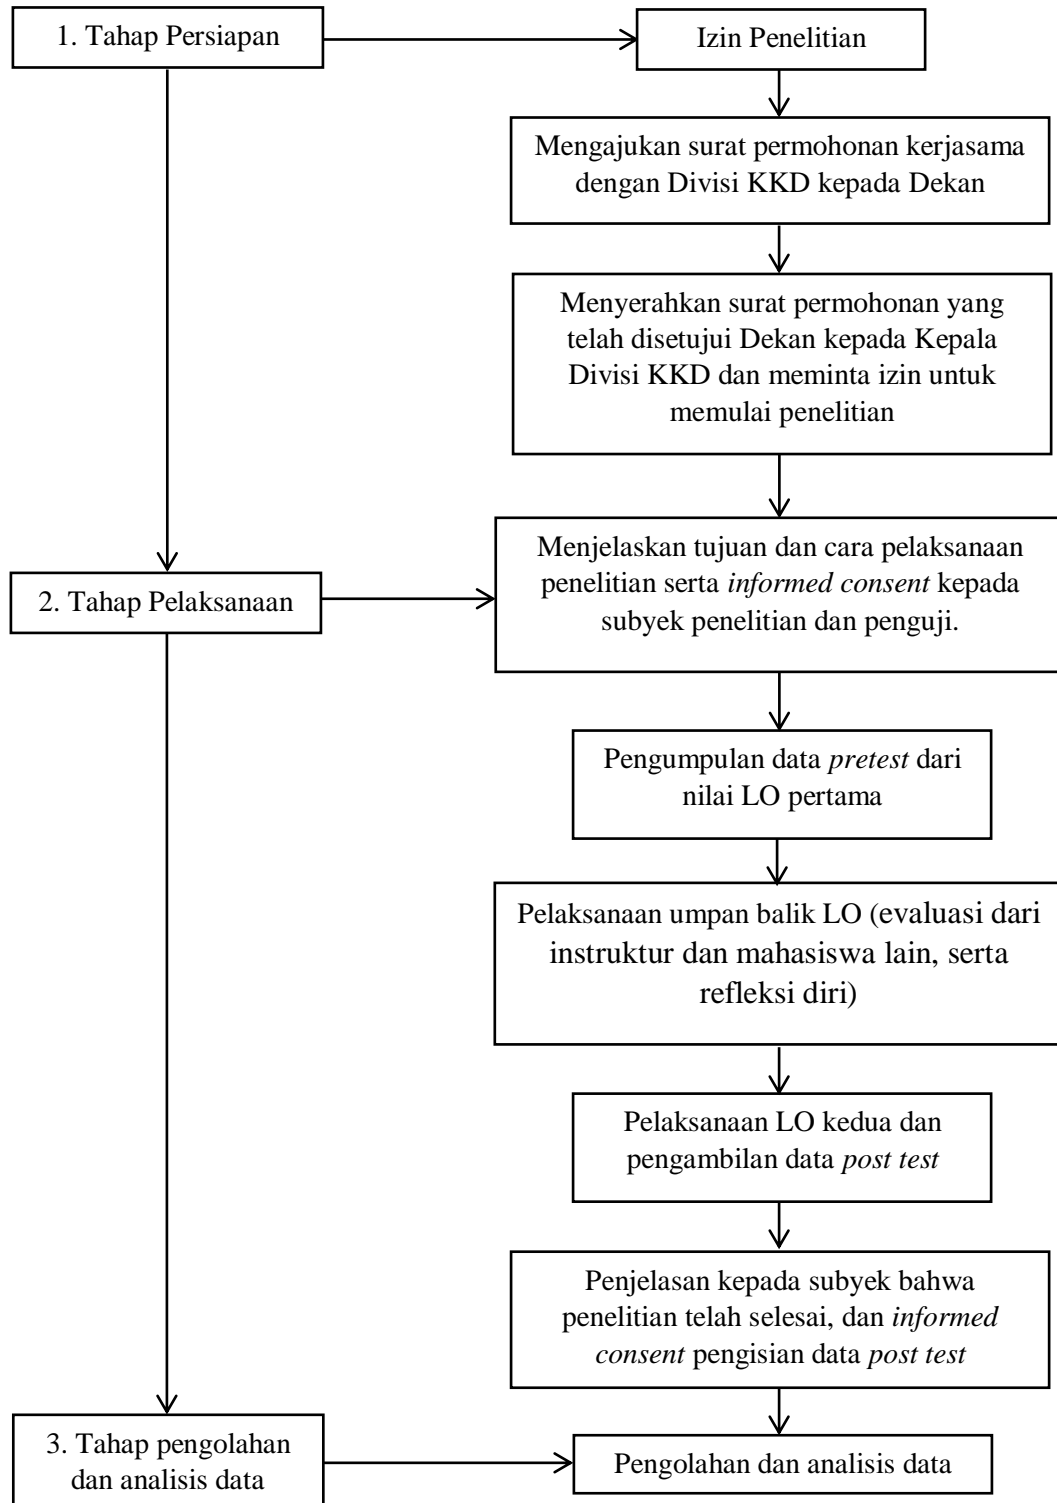 1. Tahap Persiapan
Izin Penelitian
Mengajukan surat permohonan kerjasama
dengan Divisi KKD kepada Dekan
Menyerahkan surat permohonan yang
telah disetujui Dekan kepada Kepala
Divisi KKD dan meminta izin untuk
memulai penelitian
2. Tahap Pelaksanaan
Menjelaskan tujuan dan cara pelaksanaan
penelitian serta informed consent kepada
subyek penelitian dan penguji.
Pengumpulan data pretest dari
nilai LO pertama
Pelaksanaan umpan balik LO (evaluasi dari
instruktur dan mahasiswa lain, serta
refleksi diri)
Pelaksanaan LO kedua dan
pengambilan data post test
Penjelasan kepada subyek bahwa
penelitian telah selesai, dan informed
consent pengisian data post test
3. Tahap pengolahan
dan analisis data
Pengolahan dan analisis data